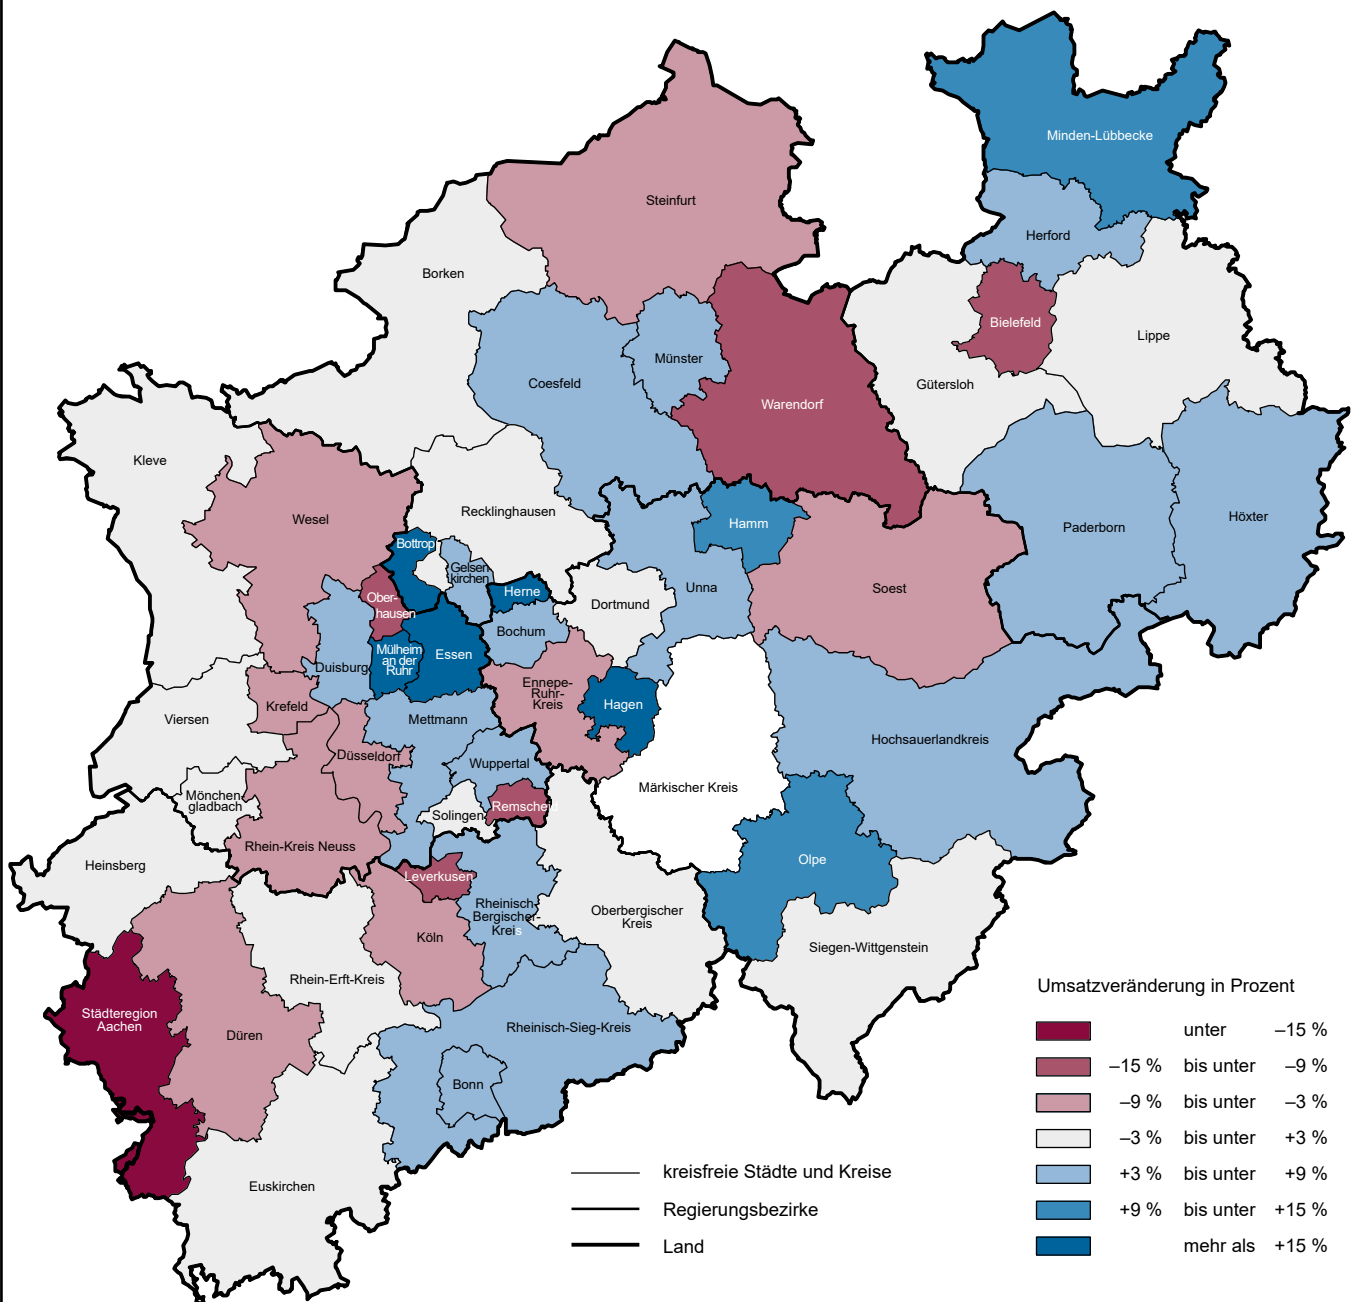 Minden-Lübbecke
Steinfurt
Herford
Borken
Bielefeld
Lippe
Münster
Coesfeld
Gütersloh
Warendorf
Kleve
Recklinghausen
Wesel
Hamm
Höxter
Paderborn
Bottrop
Gelsen
kirchen
Unna
Soest
Herne
Ober-
hausen
Dortmund
Bochum
Mülheim
an der
Ruhr
Essen
Duisburg
Ennepe-
Ruhr-
Kreis
Hagen
Krefeld
Viersen
Mettmann
Hochsauerlandkreis
Düsseldorf
Wuppertal
Märkischer Kreis
Mönchen-
gladbach
Remscheid
Solingen
Rhein-Kreis Neuss
Olpe
Heinsberg
Leverkusen
Rheinisch-
Bergischer-
Kreis
Oberbergischer
Kreis
Köln
Siegen-Wittgenstein
Rhein-Erft-Kreis
Städteregion
Aachen
Rheinisch-Sieg-Kreis
Düren
Bonn
Euskirchen
Umsatzveränderung in Prozent
unter –15 %
–15 % bis unter –9 %
–9 % bis unter –3 %
–3 % bis unter +3 %
+3 % bis unter +9 %
+9 % bis unter +15 %
mehr als +15 %
kreisfreie Städte und Kreise
Regierungsbezirke
Land